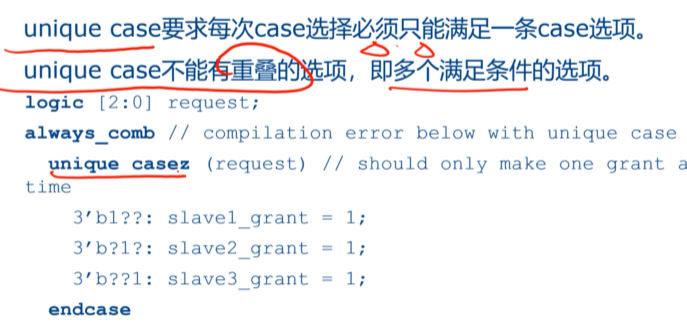 unique case要求每次case选择必须只能满足一条case选项。
unique case不能有重叠的选项，即多个满足条件的选项。
logic [2:0] request;
always_comb // compilation error below with unique case
unique casez (request) // should only make one grant a
time
3’b1??: slave1_grant = 1;
3’b?1?: slave2_grant = 1;
3’b??1: slave3_grant = 1;
endcase